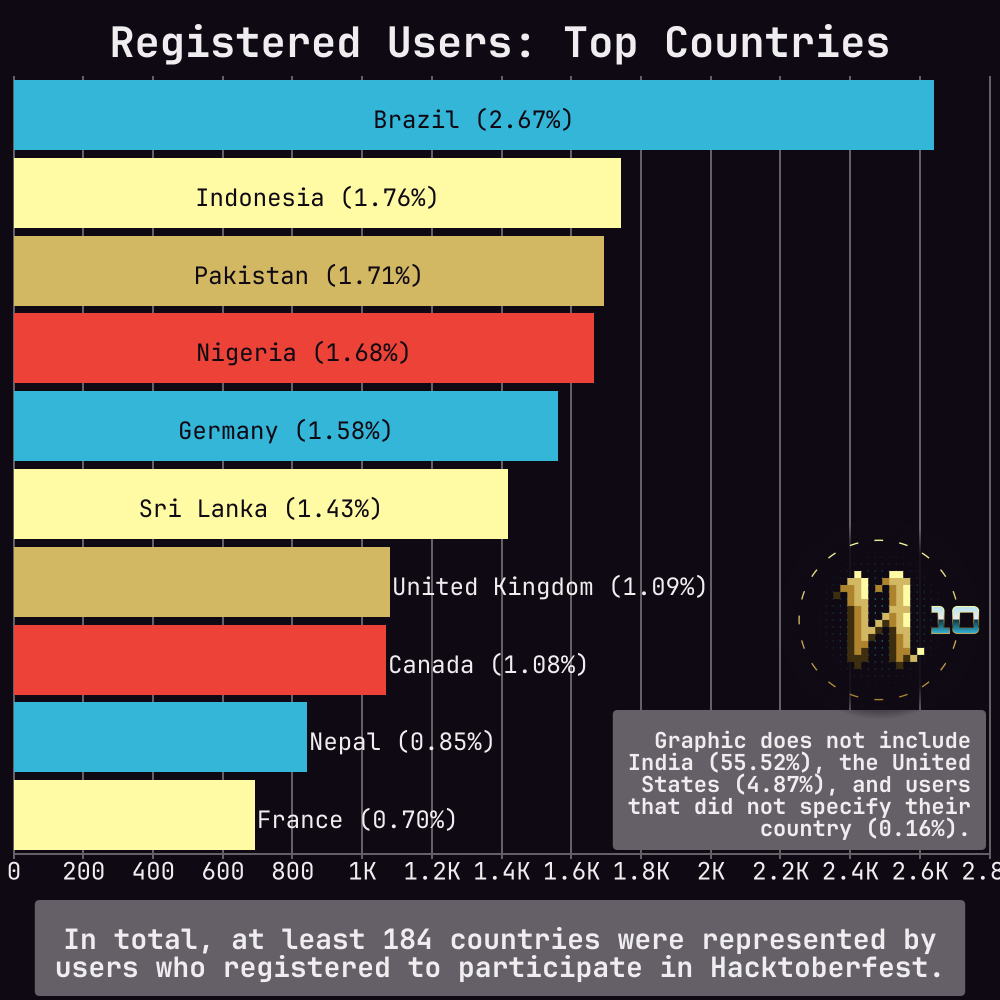 Registered Users: Top Countries
Brazil (2.67%)
Indonesia (1.76%)
Pakistan (1.71%)
Nigeria (1.68%)
Germany (1.58%)
Sri Lanka (1.43%)
United Kingdom (1.09%)
Canada (1.08%)
Nepal (0.85%)
France (0.70%)
10
Graphic does not include
India (55.52%), the United
States (4.87%), and users
that did not specify their
country (0.16%).
0 200 400 600 800 1K 1.2K 1.4K 1.6K 1.8K 2K 2.2K 2.4K 2.6K 2.8
In total, at least 184 countries were represented by
users who registered to participate in Hacktoberfest.